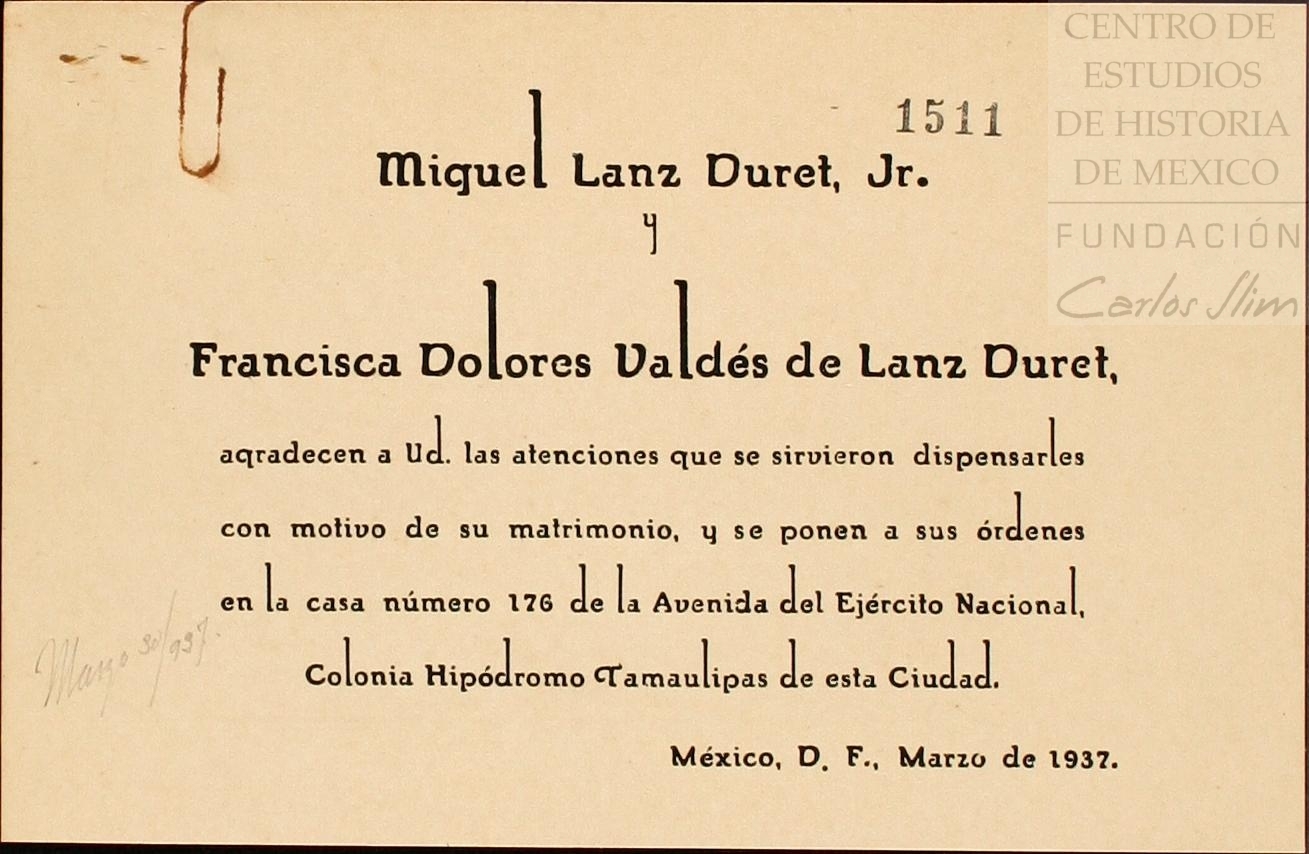 CENTRO DE
ESTUDIOS
DE HISTORIA
DE MEXICO
FUNDACIÓN
Carlos Slim
1511
Miguel Lanz Duret, Jr.
y
Francisca Dolores Valdés de Lanz Duret,
agradecen a Ud. las atenciones que se sirvieron dispensarles
con motivo de su matrimonio, y se ponen a sus órdenes
en la casa número 176 de la Avenida del Ejército Nacional,
Colonia Hipódromo Tamaulipas de esta Ciudad.
Marzo 30/937.
México, D. F., Marzo de 1937.